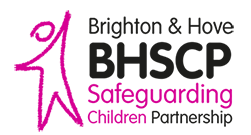 Brighton & Hove
BHSCP
Safeguarding
Children Partnership